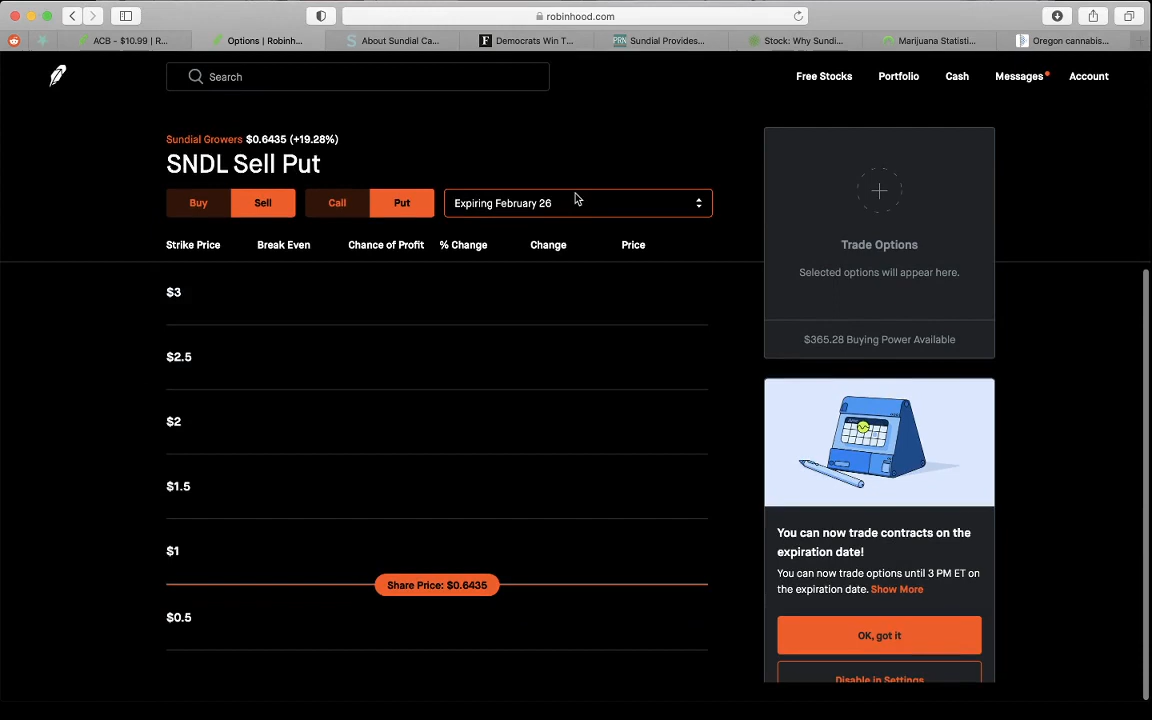 robinhood.com
ACB - $10.99 | R...
Options | Robinh...
About Sundial Ca...
Democrats Win T...
Sundial Provides...
Stock: Why Sundi...
Marijuana Statisti...
Oregon cannabis...
Search
Free Stocks
Portfolio
Cash
Messages
Account
Sundial Growers $0.6435 (+19.28%)
SNDL Sell Put
Buy
Sell
Call
Put
Expiring February 26
Strike Price
Break Even
Chance of Profit
% Change
Change
Price
$3
$2.5
$2
$1.5
$1
Share Price: $0.6435
$0.5
Trade Options
Selected options will appear here.
$365.28 Buying Power Available
You can now trade contracts on the
expiration date!
You can now trade options until 3 PM ET on
the expiration date. Show More
OK, got it
Disable in Settings